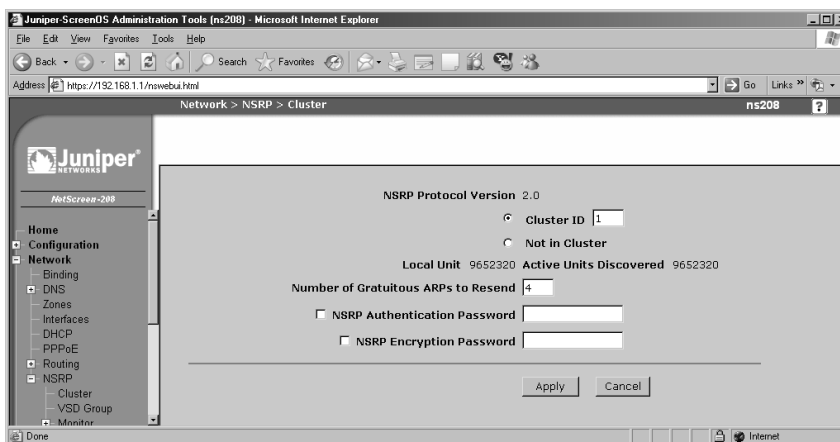 Juniper-ScreenOS Administration Tools (ns208) - Microsoft Internet Explorer
File Edit View Favorites Tools Help
Back Search Favorites
Address https://192.168.1.1/nswebui.html Go Links »
Network > NSRP > Cluster ns208 ?
Juniper®
NETWORKS
NetScreen-208
Home
Configuration
Network
Binding
DNS
Zones
Interfaces
DHCP
PPPoE
Routing
NSRP
Cluster
VSD Group
Monitor
NSRP Protocol Version 2.0
Cluster ID 1
Not in Cluster
Local Unit 9652320 Active Units Discovered 9652320
Number of Gratuitous ARPs to Resend 4
NSRP Authentication Password
NSRP Encryption Password
Apply Cancel
Done Internet